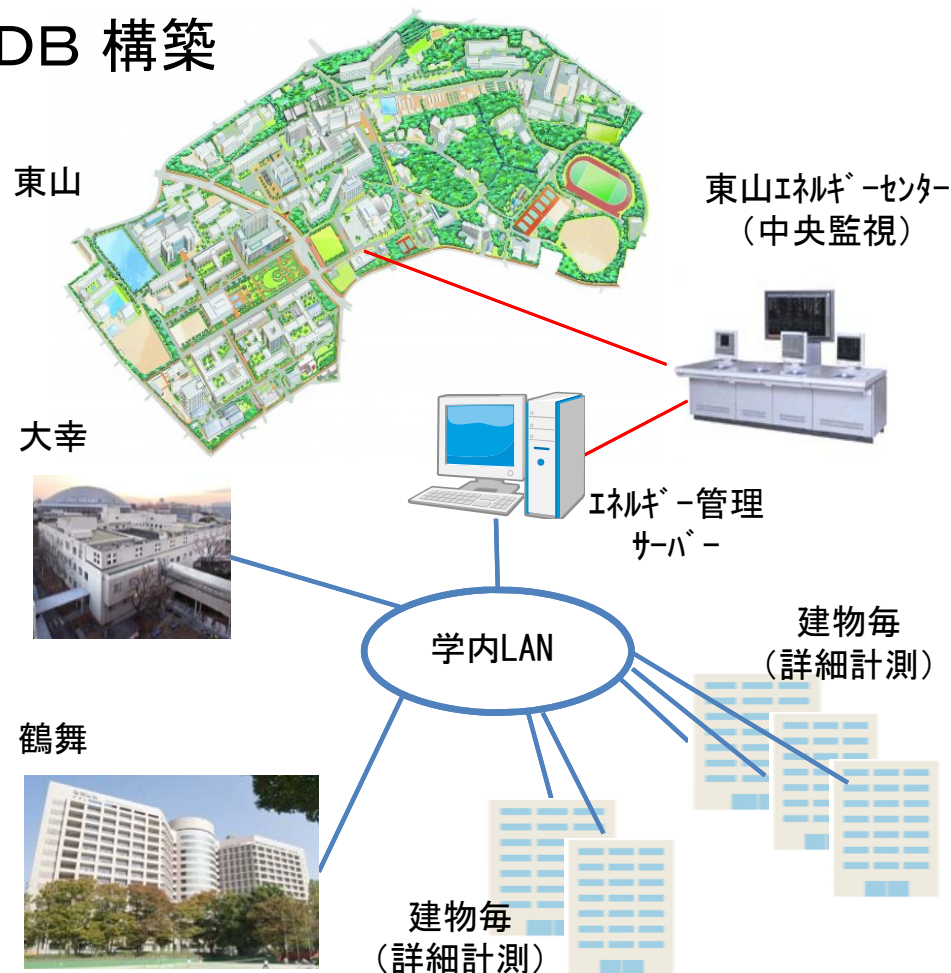 DB 構築
東山
東山ｴﾈﾙｷﾞｰｾﾝﾀｰ
(中央監視)
大幸
ｴﾈﾙｷﾞｰ管理
ｻｰﾊﾞｰ
学内LAN
建物毎
(詳細計測)
鶴舞
建物毎
(詳細計測)